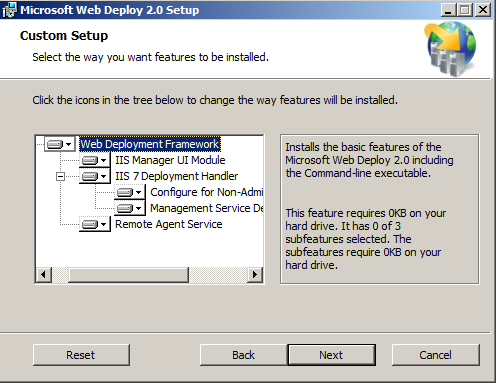 Microsoft Web Deploy 2.0 Setup
Custom Setup
Select the way you want features to be installed.
Click the icons in the tree below to change the way features will be installed.
Web Deployment Framework
IIS Manager UI Module
IIS 7 Deployment Handler
Configure for Non-Admi
Management Service De
Remote Agent Service
Installs the basic features of the
Microsoft Web Deploy 2.0 including
the Command-line executable.
This feature requires 0KB on your
hard drive. It has 0 of 3
subfeatures selected. The
subfeatures require 0KB on your
hard drive.
Reset Back Next Cancel